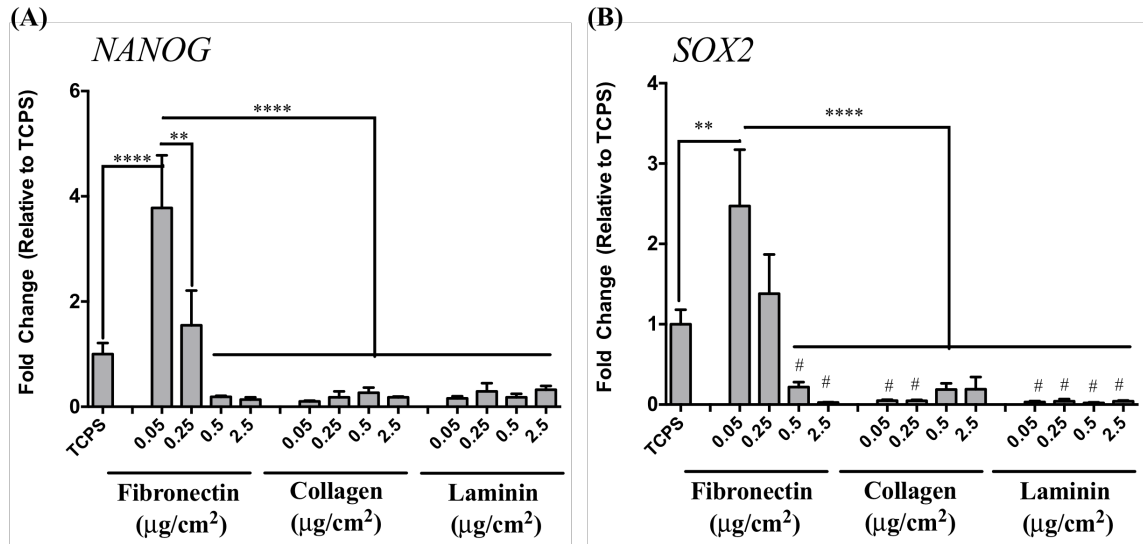 (A)
NANOG
Fold Change (Relative to TCPS)
6
4
2
0
****
**
****
TCPS
0.05
0.25
0.5
2.5
0.05
0.25
0.5
2.5
0.05
0.25
0.5
2.5
Fibronectin
(μg/cm²)
Collagen
(μg/cm²)
Laminin
(μg/cm²)
(B)
SOX2
Fold Change (Relative to TCPS)
4
3
2
1
0
**
****
# # # # # # # #
TCPS
0.05
0.25
0.5
2.5
0.05
0.25
0.5
2.5
0.05
0.25
0.5
2.5
Fibronectin
(μg/cm²)
Collagen
(μg/cm²)
Laminin
(μg/cm²)